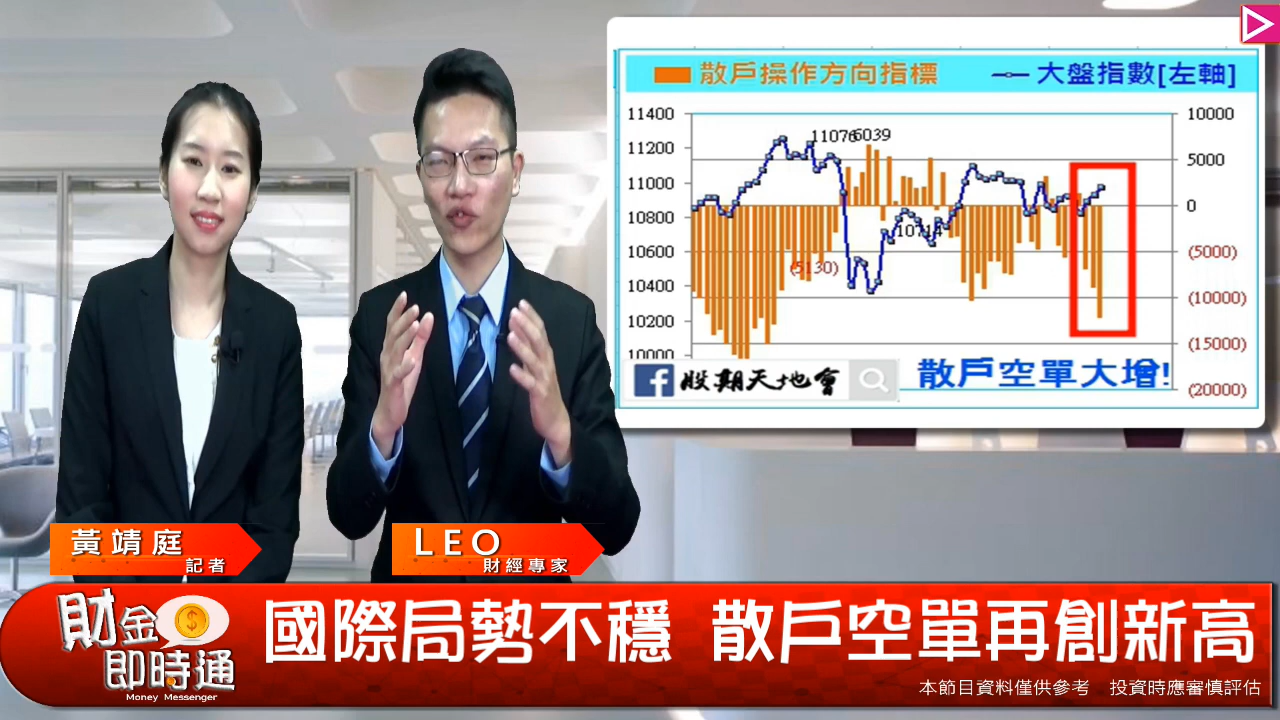 散戶操作方向指標
大盤指數[左軸]
11400
11200
11000
10800
10600
10400
10200
10000
10000
5000
0
(5000)
(10000)
(15000)
(20000)
11076
6039
10714
(5130)
散戶空單大增!
股期天地會
黃靖庭
記者
LEO
財經專家
財金
即時通
Money Messenger
國際局勢不穩 散戶空單再創新高
本節目資料僅供參考 投資時應審慎評估